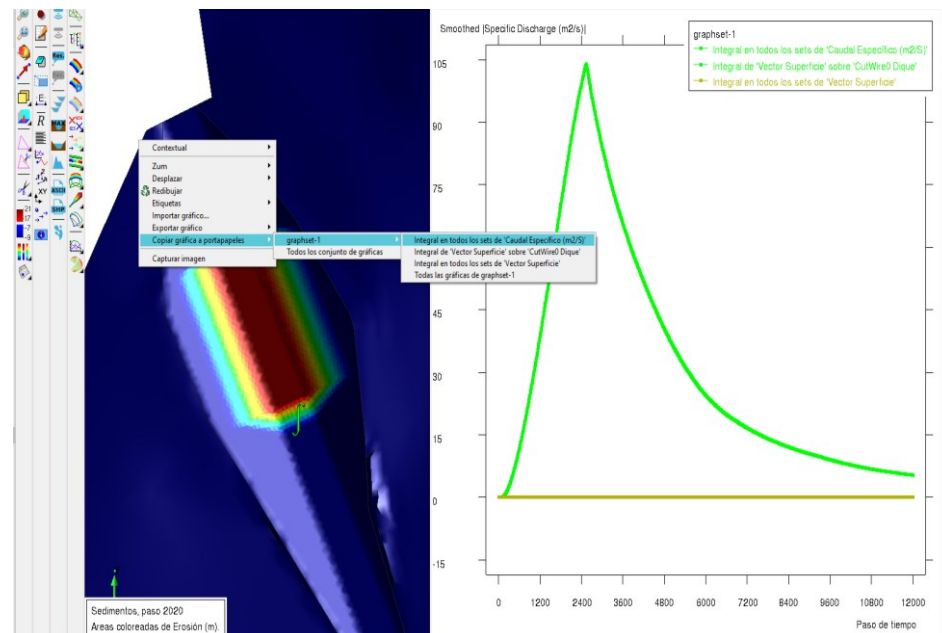 Smoothed |Specific Discharge (m2/s)|
graphset-1
Integral en todos los sets de 'Caudal Específico (m2/S)'
Integral de 'Vector Superficie' sobre 'CutWire0 Dique'
Integral en todos los sets de 'Vector Superficie'
105
90
75
45
30
15
0
-15
0 1200 2400 3600 4800 6000 7200 8400 9600 10800 12000
Paso de tiempo
Contextual
Zum
Desplazar
Redibujar
Etiquetas
Importar gráfico...
Exportar gráfico
Copiar gráfica a portapapeles
Capturar imagen
graphset-1
Todos los conjunto de gráficas
Integral en todos los sets de 'Caudal Específico (m2/S)'
Integral de 'Vector Superficie' sobre 'CutWire0 Dique'
Integral en todos los sets de 'Vector Superficie'
Todas las gráficas de graphset-1
Sedimentos, paso 2020
Areas coloreadas de Erosión (m).